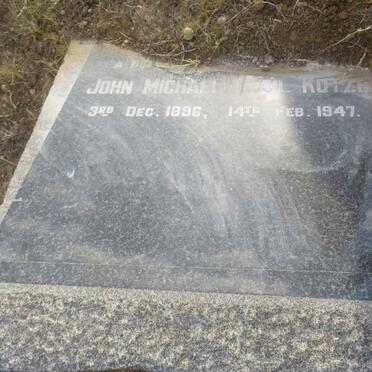 JOHN MICHAEL KOTZE
3RD DEC. 1896, 14TH FEB. 1947.